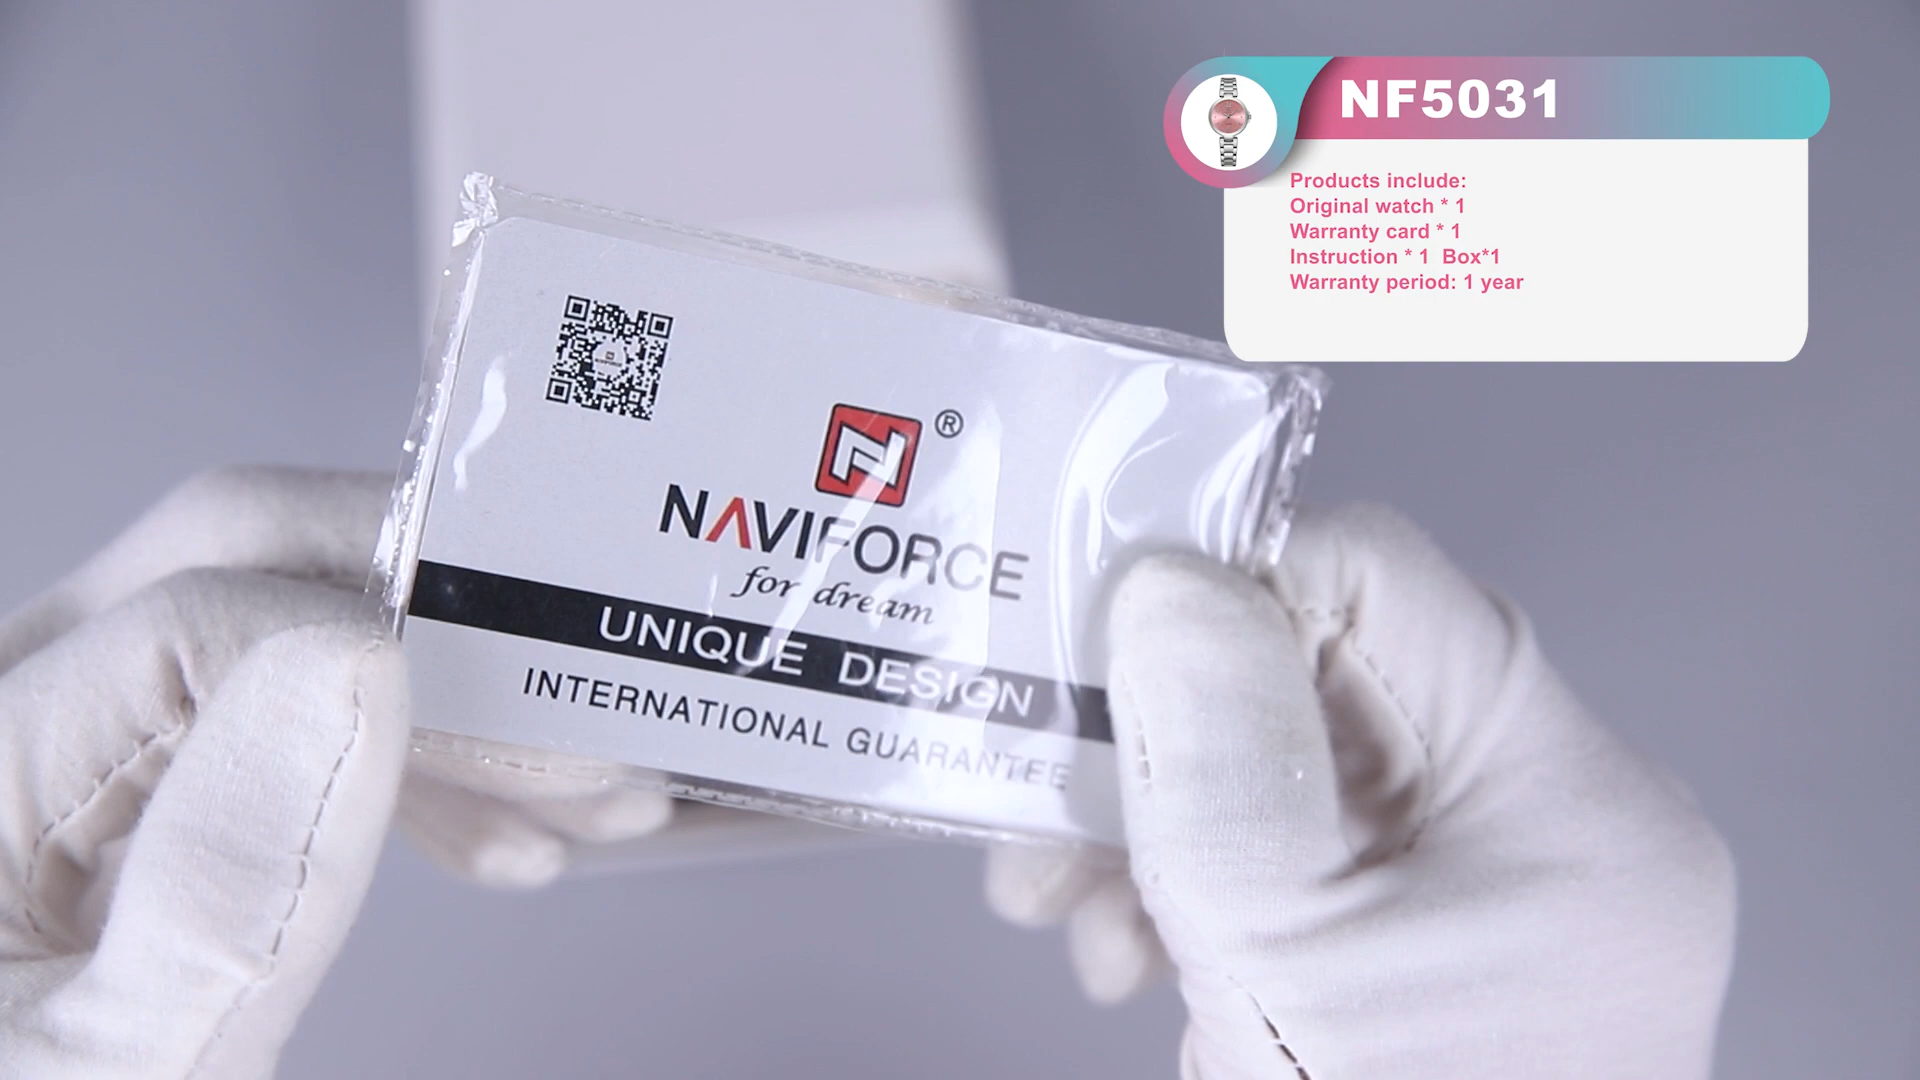 NF5031
Products include:
Original watch * 1
Warranty card * 1
Instruction * 1  Box*1
Warranty period: 1 year
®
NAVIFORCE
for dream
UNIQUE DESIGN
INTERNATIONAL GUARANTEE